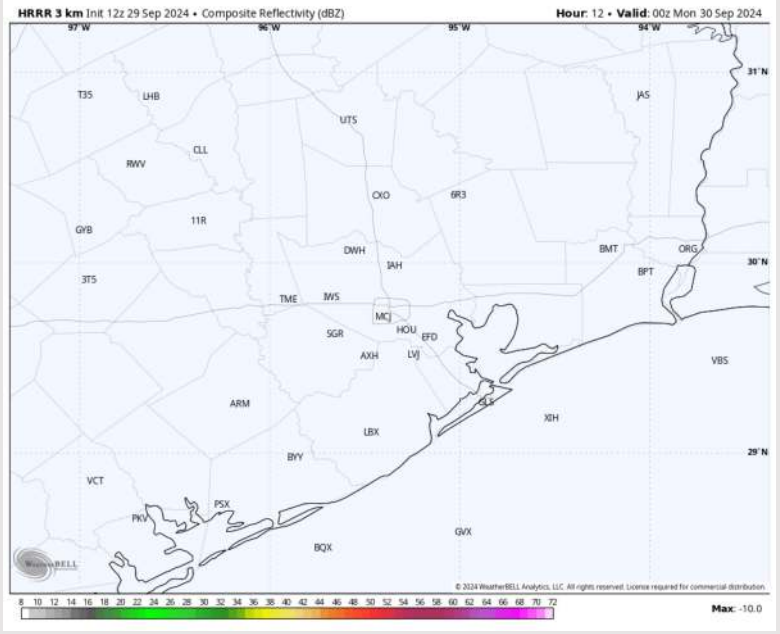 HRRR 3 km Init 12z 29 Sep 2024 • Composite Reflectivity (dBZ) Hour: 12 • Valid: 00z Mon 30 Sep 2024
97°W 96°W 95°W 94°W
31°N
T35 LHB JAS
UTS
CLL
RWV
CXO 6R3
11R
GYB
DWH BMT ORG
IAH 30°N
BPT
3T5
TME IWS
MCJ
HOU
SGR EFD
AXH LVJ
VBS
ARM GLS
XIH
LBX
BYY 29°N
VCT
PSX
PKV
GVX
BQX
WeatherBELL
© 2024 WeatherBELL Analytics, LLC. All rights reserved. License required for commercial distribution.
8 10 12 14 16 18 20 22 24 26 28 30 32 34 36 38 40 42 44 46 48 50 52 54 56 58 60 62 64 66 68 70 72
Max: -10.0